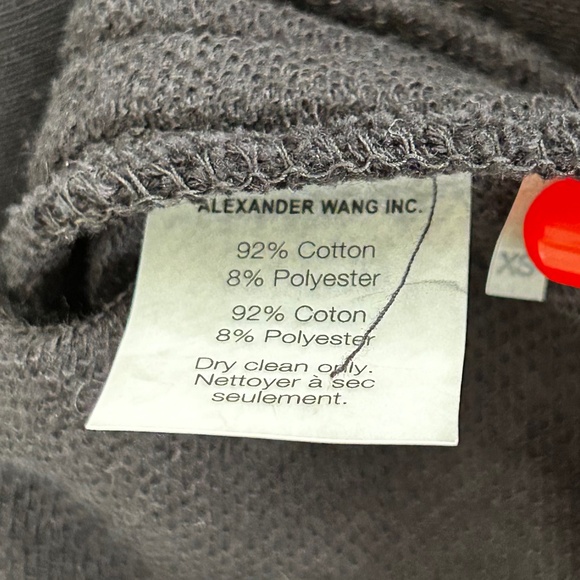 ALEXANDER WANG INC.
92% Cotton
8% Polyester
92% Coton
8% Polyester
Dry clean only.
Nettoyer à sec
seulement.
XS